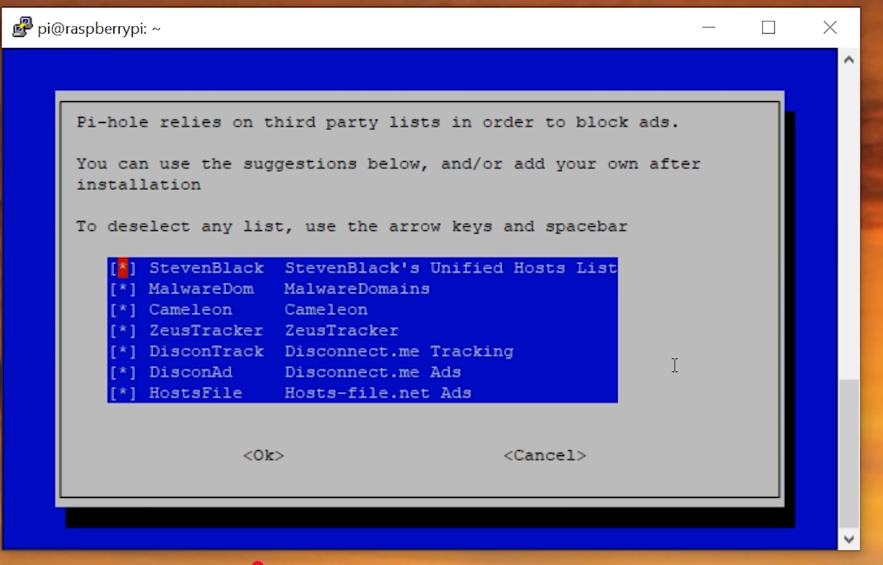 pi@raspberrypi: ~
Pi-hole relies on third party lists in order to block ads.
You can use the suggestions below, and/or add your own after
installation
To deselect any list, use the arrow keys and spacebar
[*] StevenBlack  StevenBlack's Unified Hosts List
[*] MalwareDom   MalwareDomains
[*] Cameleon     Cameleon
[*] ZeusTracker  ZeusTracker
[*] DisconTrack  Disconnect.me Tracking
[*] DisconAd     Disconnect.me Ads
[*] HostsFile    Hosts-file.net Ads
<Ok>                     <Cancel>